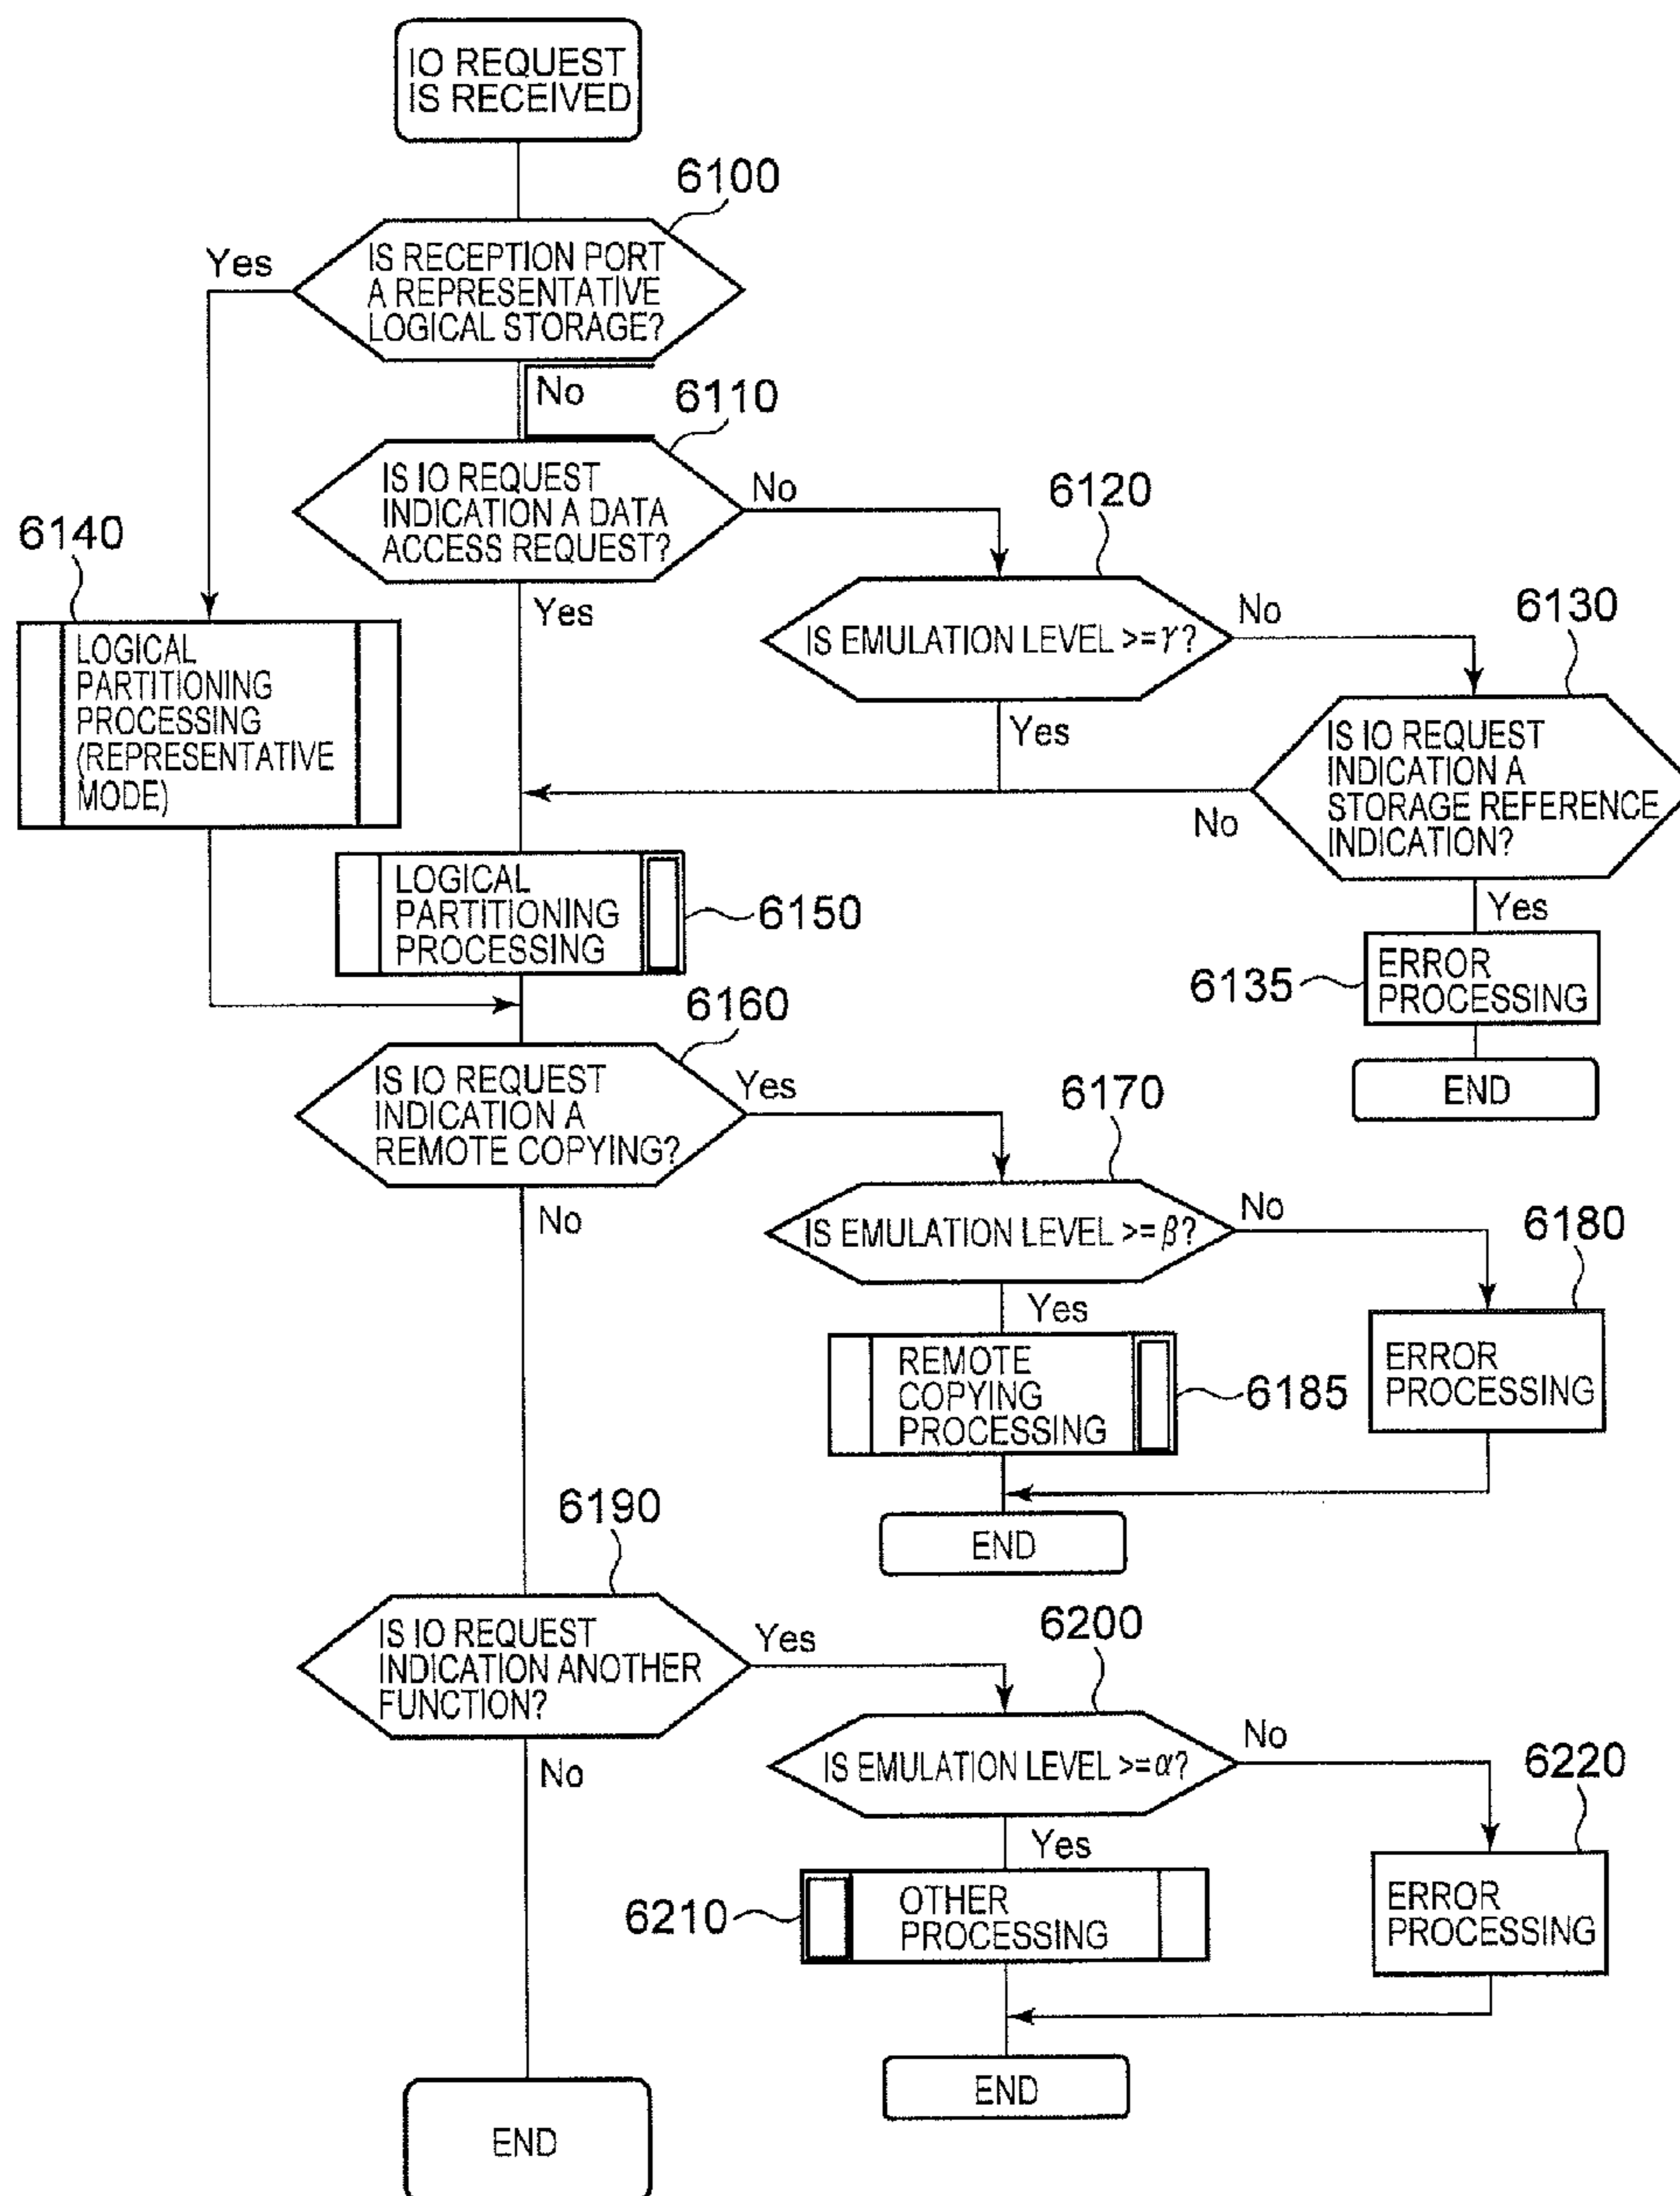 IO REQUEST
IS RECEIVED
6100
Yes
IS RECEPTION PORT
A REPRESENTATIVE
LOGICAL STORAGE?
No
6110
IS IO REQUEST
INDICATION A DATA
ACCESS REQUEST?
No
6120
6140
Yes
IS EMULATION LEVEL >=γ?
No
6130
LOGICAL
PARTITIONING
PROCESSING
(REPRESENTATIVE
MODE)
Yes
IS IO REQUEST
INDICATION A
STORAGE REFERENCE
INDICATION?
No
LOGICAL
PARTITIONING
PROCESSING
6150
Yes
6135
ERROR
PROCESSING
END
6160
IS IO REQUEST
INDICATION A
REMOTE COPYING?
Yes
6170
No
IS EMULATION LEVEL >=β?
No
6180
Yes
REMOTE
COPYING
PROCESSING
6185
ERROR
PROCESSING
END
6190
IS IO REQUEST
INDICATION ANOTHER
FUNCTION?
Yes
6200
No
IS EMULATION LEVEL >=α?
No
6220
Yes
6210
OTHER
PROCESSING
ERROR
PROCESSING
END
END